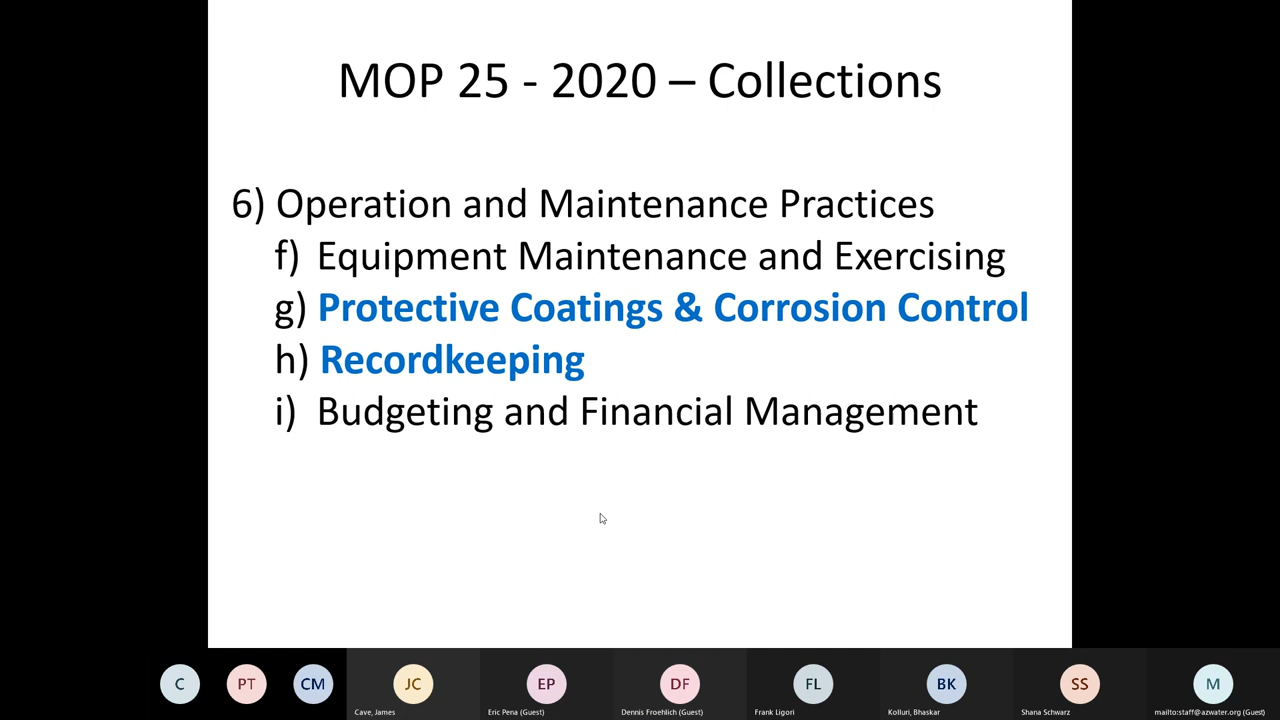 MOP 25 - 2020 – Collections
6) Operation and Maintenance Practices
f) Equipment Maintenance and Exercising
g) Protective Coatings & Corrosion Control
h) Recordkeeping
i) Budgeting and Financial Management
C PT CM JC EP DF FL BK SS M
Cave, James Eric Pena (Guest) Dennis Froehlich (Guest) Frank Ligori Kolluri, Bhaskar Shana Schwarz mailto:staff@azwater.org (Guest)